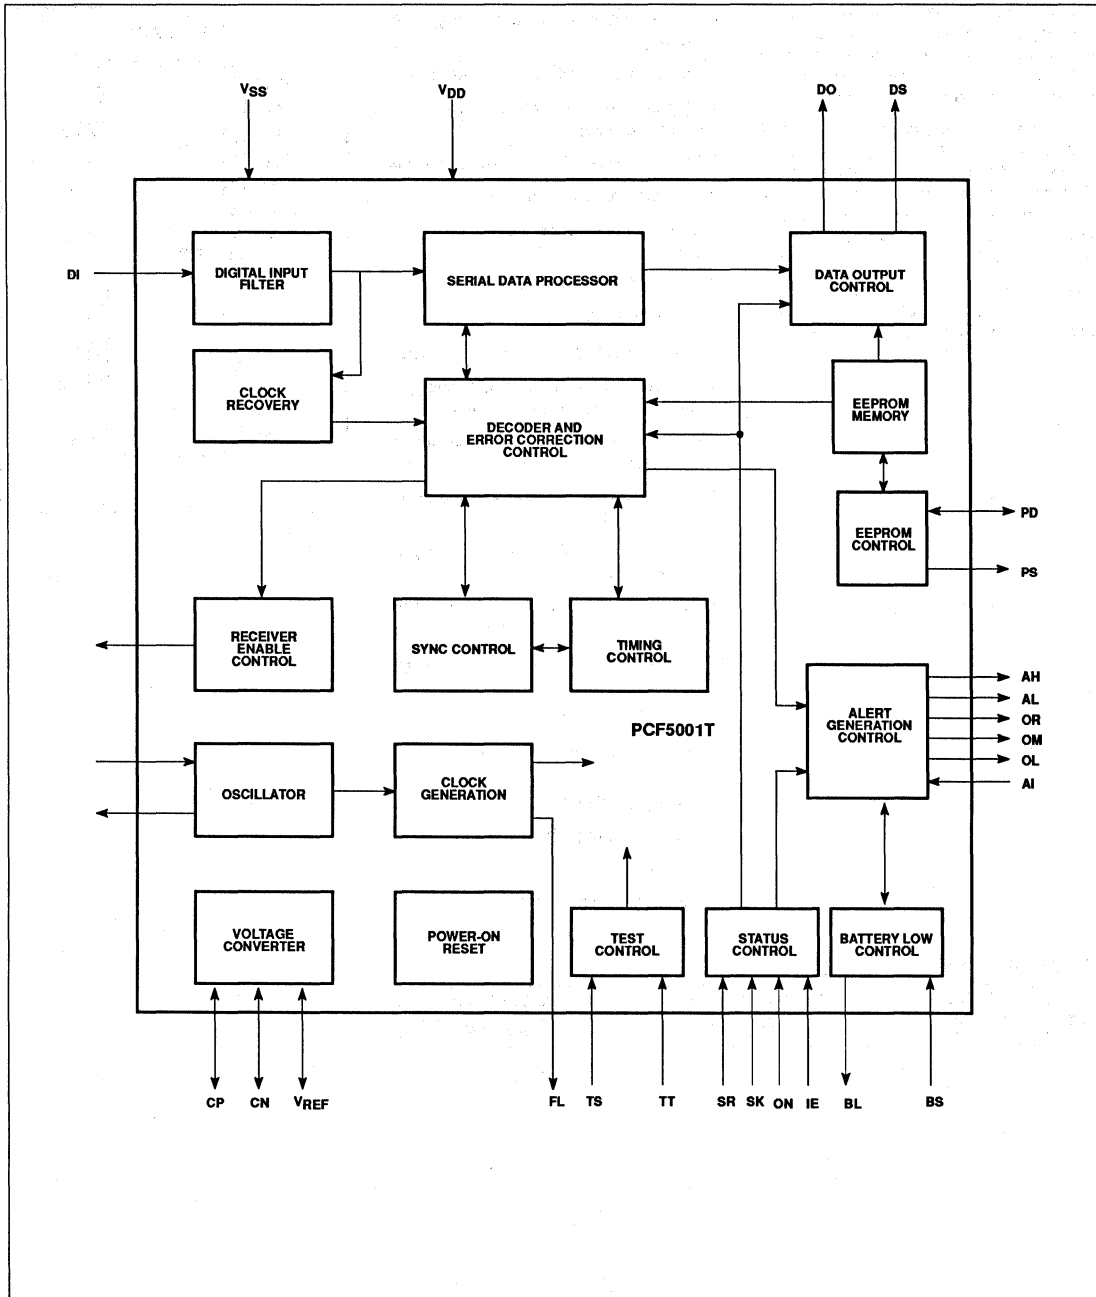 VSS
VDD
DO
DS
DI
DIGITAL INPUT
FILTER
SERIAL DATA PROCESSOR
DATA OUTPUT
CONTROL
CLOCK
RECOVERY
DECODER AND
ERROR CORRECTION
CONTROL
EEPROM
MEMORY
EEPROM
CONTROL
PD
PS
RECEIVER
ENABLE
CONTROL
SYNC CONTROL
TIMING
CONTROL
ALERT
GENERATION
CONTROL
AH
AL
OR
OM
OL
AI
PCF5001T
OSCILLATOR
CLOCK
GENERATION
VOLTAGE
CONVERTER
POWER-ON
RESET
TEST
CONTROL
STATUS
CONTROL
BATTERY LOW
CONTROL
CP
CN
VREF
FL
TS
TT
SR
SK
ON
IE
BL
BS